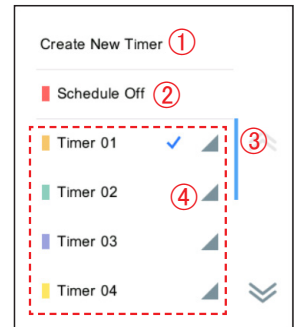 Create New Timer ①
Schedule Off ②
Timer 01 ③
Timer 02 ④
Timer 03
Timer 04